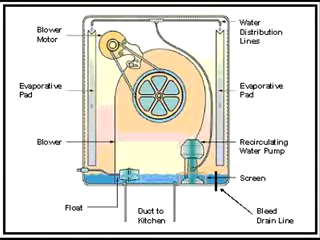 Blower
Motor
Water
Distribution
Lines
Evaporative
Pad
Evaporative
Pad
Blower
Recirculating
Water Pump
Screen
Float
Duct to
Kitchen
Bleed
Drain Line